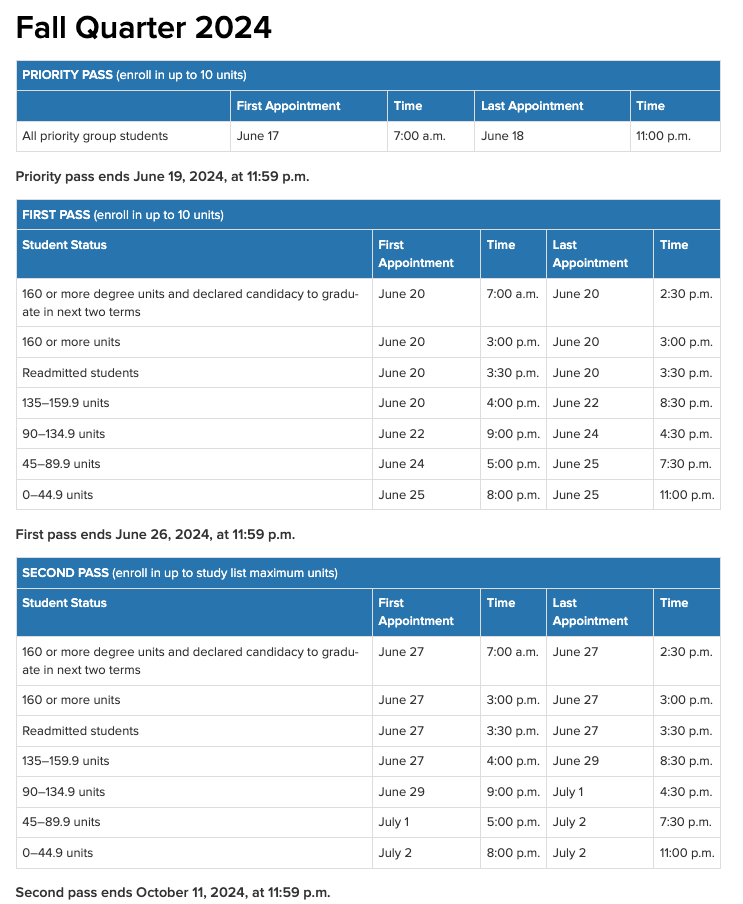 Fall Quarter 2024
PRIORITY PASS (enroll in up to 10 units)
First Appointment Time Last Appointment Time
All priority group students June 17 7:00 a.m. June 18 11:00 p.m.
Priority pass ends June 19, 2024, at 11:59 p.m.
FIRST PASS (enroll in up to 10 units)
Student Status First Appointment Time Last Appointment Time
160 or more degree units and declared candidacy to gradu-
ate in next two terms June 20 7:00 a.m. June 20 2:30 p.m.
160 or more units June 20 3:00 p.m. June 20 3:00 p.m.
Readmitted students June 20 3:30 p.m. June 20 3:30 p.m.
135–159.9 units June 20 4:00 p.m. June 22 8:30 p.m.
90–134.9 units June 22 9:00 p.m. June 24 4:30 p.m.
45–89.9 units June 24 5:00 p.m. June 25 7:30 p.m.
0–44.9 units June 25 8:00 p.m. June 25 11:00 p.m.
First pass ends June 26, 2024, at 11:59 p.m.
SECOND PASS (enroll in up to study list maximum units)
Student Status First Appointment Time Last Appointment Time
160 or more degree units and declared candidacy to gradu-
ate in next two terms June 27 7:00 a.m. June 27 2:30 p.m.
160 or more units June 27 3:00 p.m. June 27 3:00 p.m.
Readmitted students June 27 3:30 p.m. June 27 3:30 p.m.
135–159.9 units June 27 4:00 p.m. June 29 8:30 p.m.
90–134.9 units June 29 9:00 p.m. July 1 4:30 p.m.
45–89.9 units July 1 5:00 p.m. July 2 7:30 p.m.
0–44.9 units July 2 8:00 p.m. July 2 11:00 p.m.
Second pass ends October 11, 2024, at 11:59 p.m.